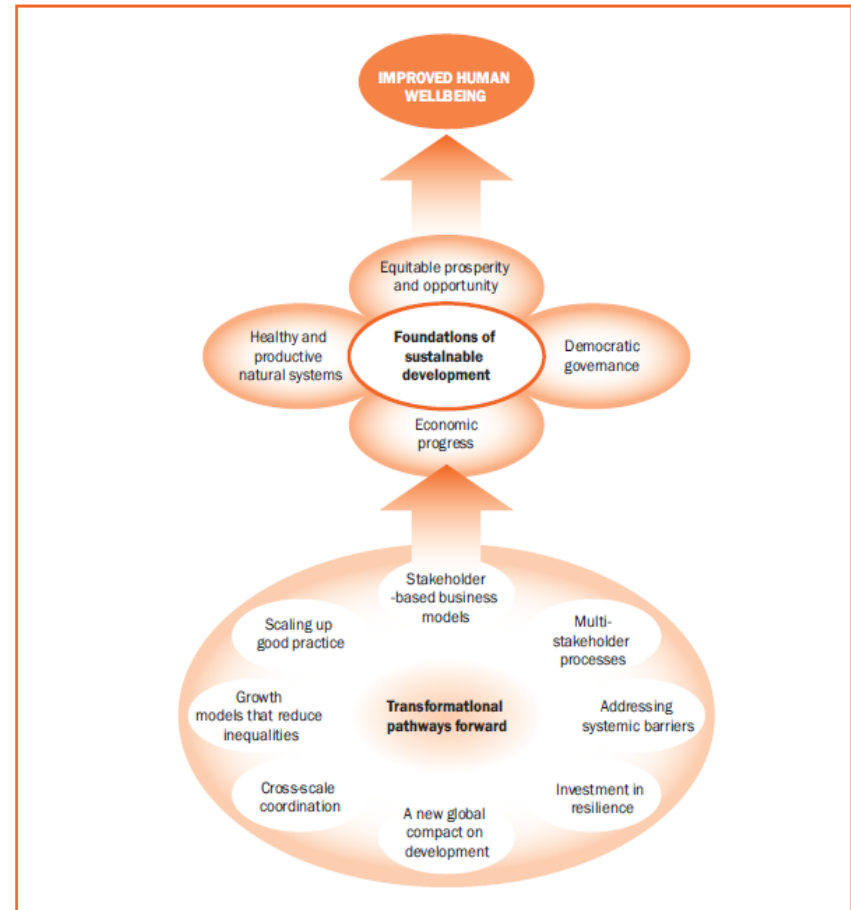 IMPROVED HUMAN
WELLBEING
Equitable prosperity
and opportunity
Healthy and
productive
natural systems
Foundations of
sustainable
development
Democratic
governance
Economic
progress
Stakeholder
-based business
models
Scaling up
good practice
Multi-
stakeholder
processes
Growth
models that reduce
inequalities
Transformational
pathways forward
Addressing
systemic barriers
Cross-scale
coordination
A new global
compact on
development
Investment in
resilience